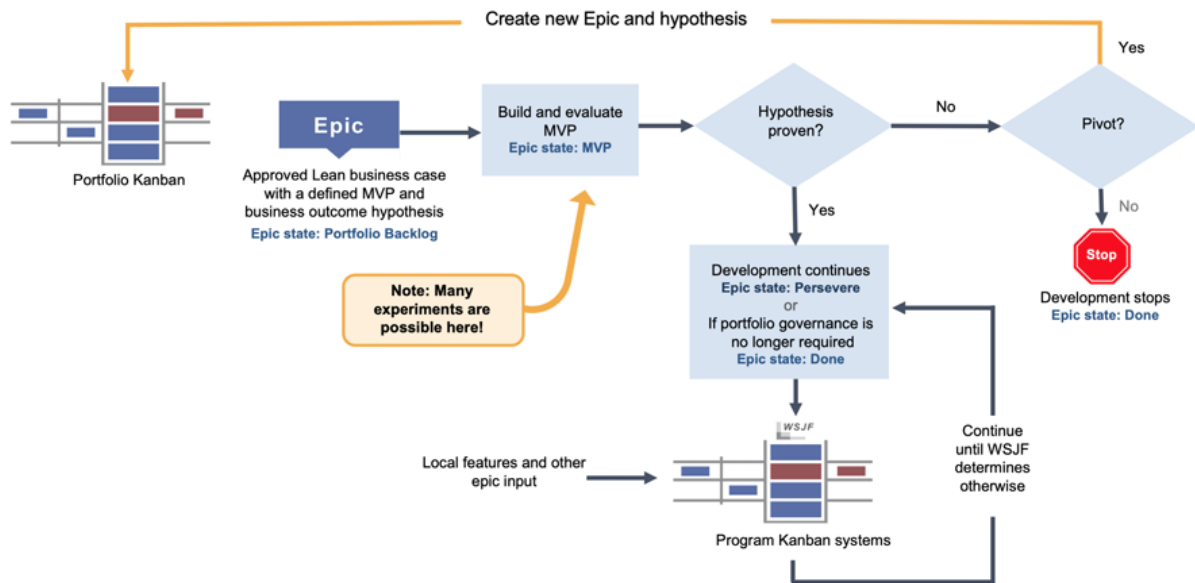 Create new Epic and hypothesis
Yes
Portfolio Kanban
Epic
Approved Lean business case
with a defined MVP and
business outcome hypothesis
Epic state: Portfolio Backlog
Build and evaluate
MVP
Epic state: MVP
Note: Many
experiments are
possible here!
Hypothesis
proven?
No
Pivot?
Yes
No
Stop
Development stops
Epic state: Done
Development continues
Epic state: Persevere
or
If portfolio governance is
no longer required
Epic state: Done
WSJF
Local features and other
epic input
Program Kanban systems
Continue
until WSJF
determines
otherwise